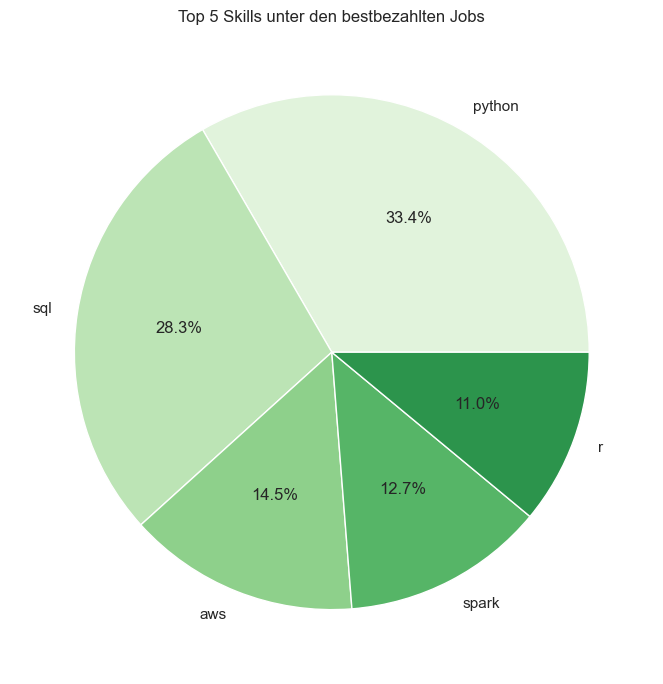 Top 5 Skills unter den bestbezahlten Jobs
python
33.4%
sql
28.3%
11.0%
r
14.5%
12.7%
spark
aws